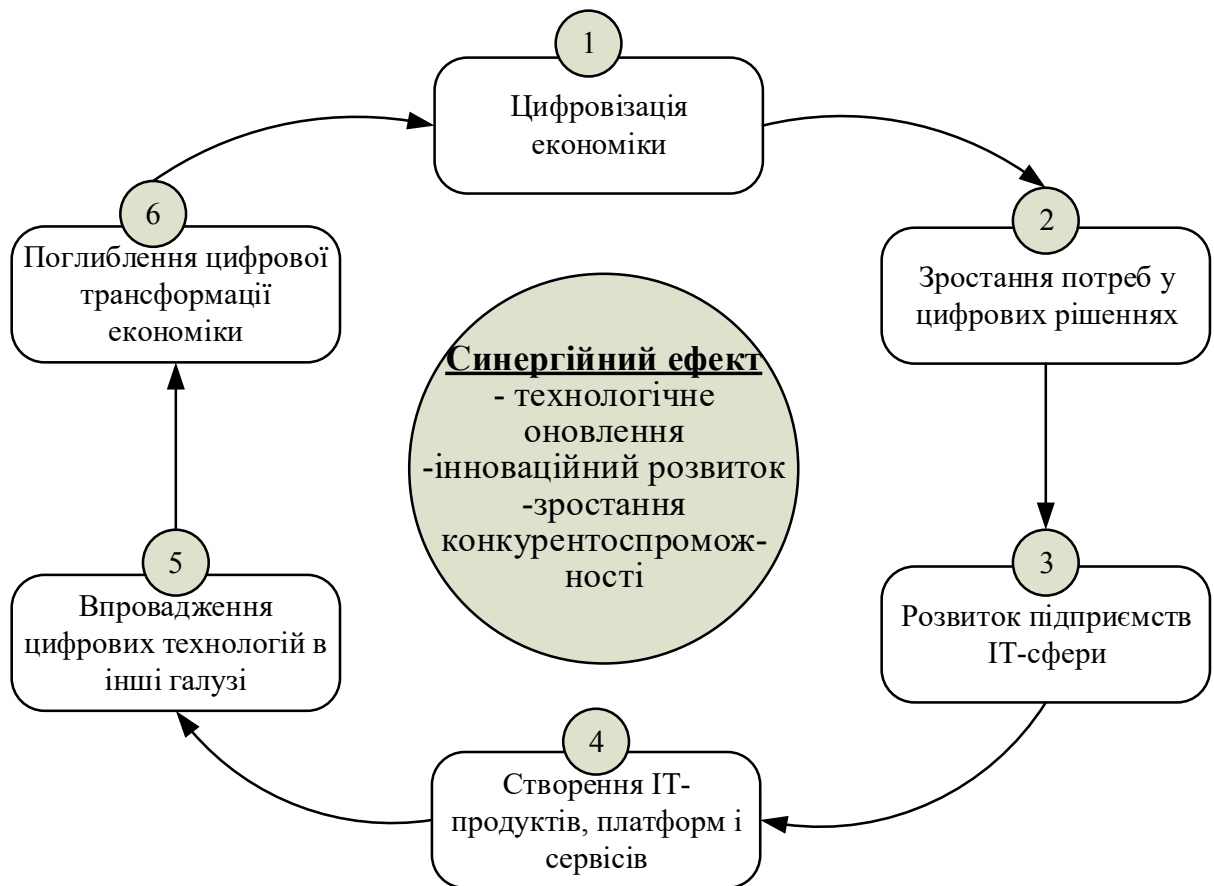 1
Цифровізація
економіки
2
Зростання потреб у
цифрових рішеннях
3
Розвиток підприємств
ІТ-сфери
4
Створення ІТ-
продуктів, платформ і
сервісів
5
Впровадження
цифрових технологій в
інші галузі
6
Поглиблення цифрової
трансформації
економіки
Синергійний ефект
- технологічне
оновлення
-інноваційний розвиток
-зростання
конкурентоспромож-
ності